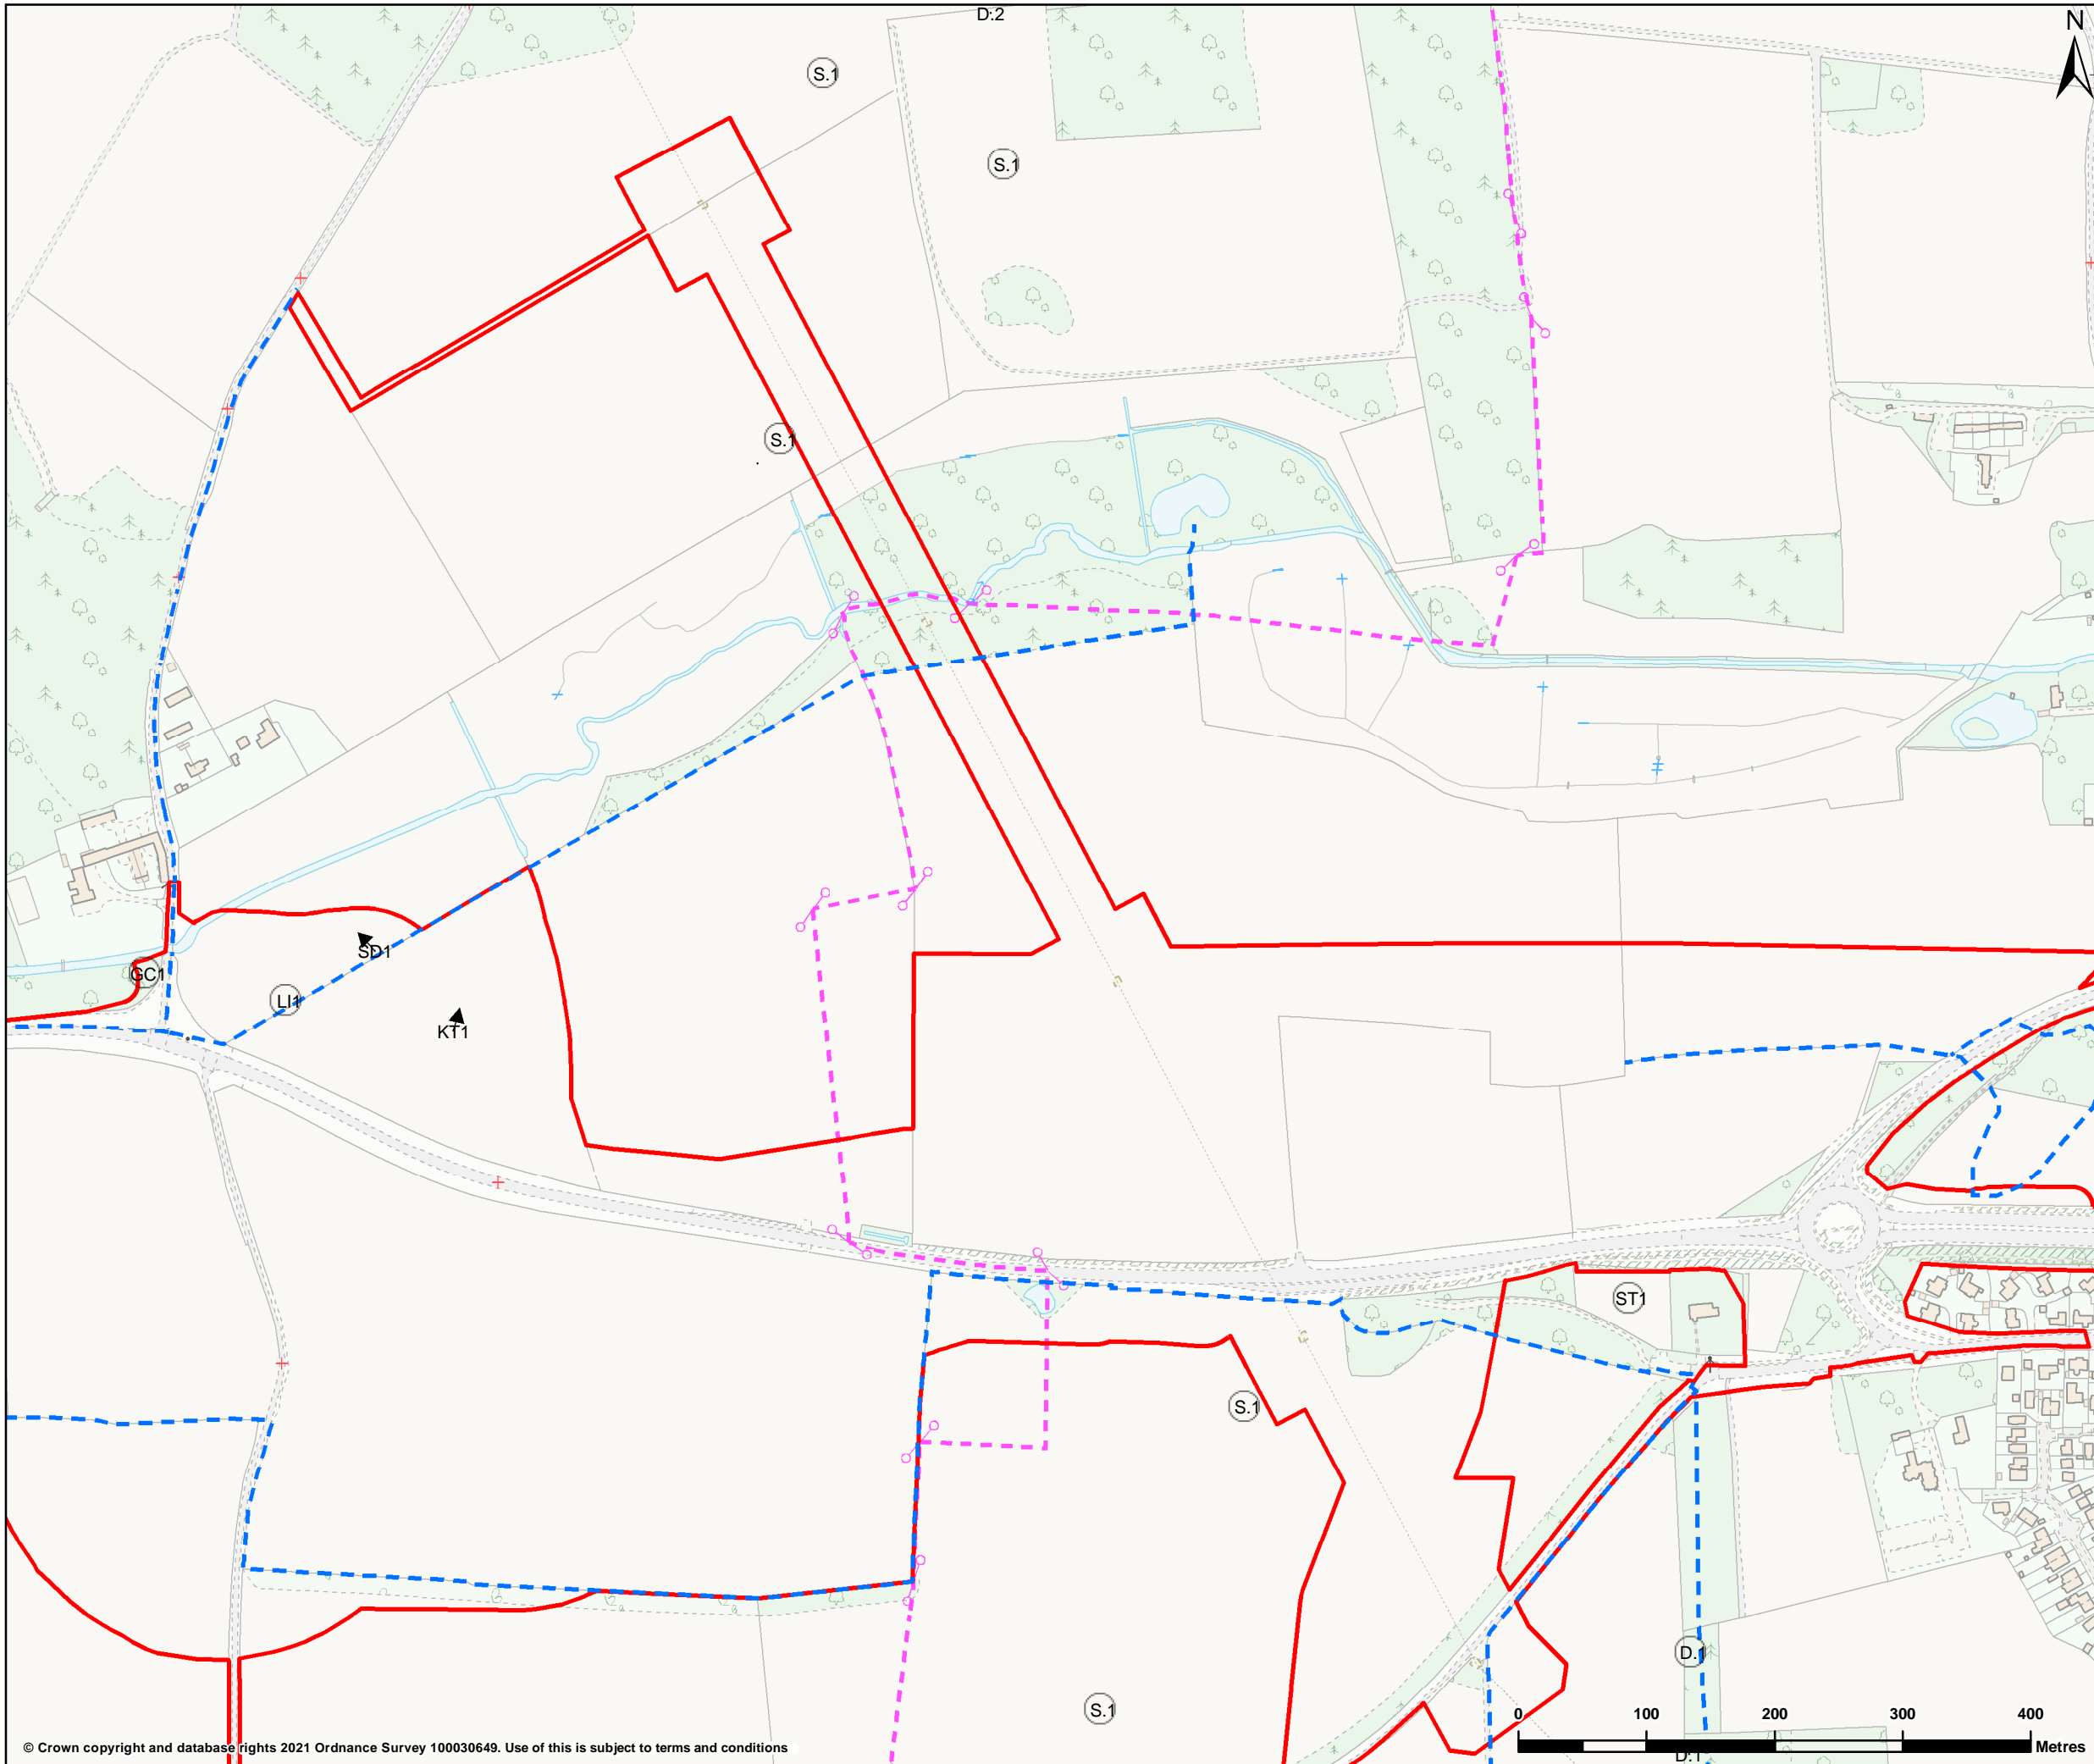 D.2
N
S.1
S.1
S.1
SD1
GC1
LI1
KT1
ST1
S.1
D.1
S.1
0 100 200 300 400
Metres
D.1
© Crown copyright and database rights 2021 Ordnance Survey 100030649. Use of this is subject to terms and conditions